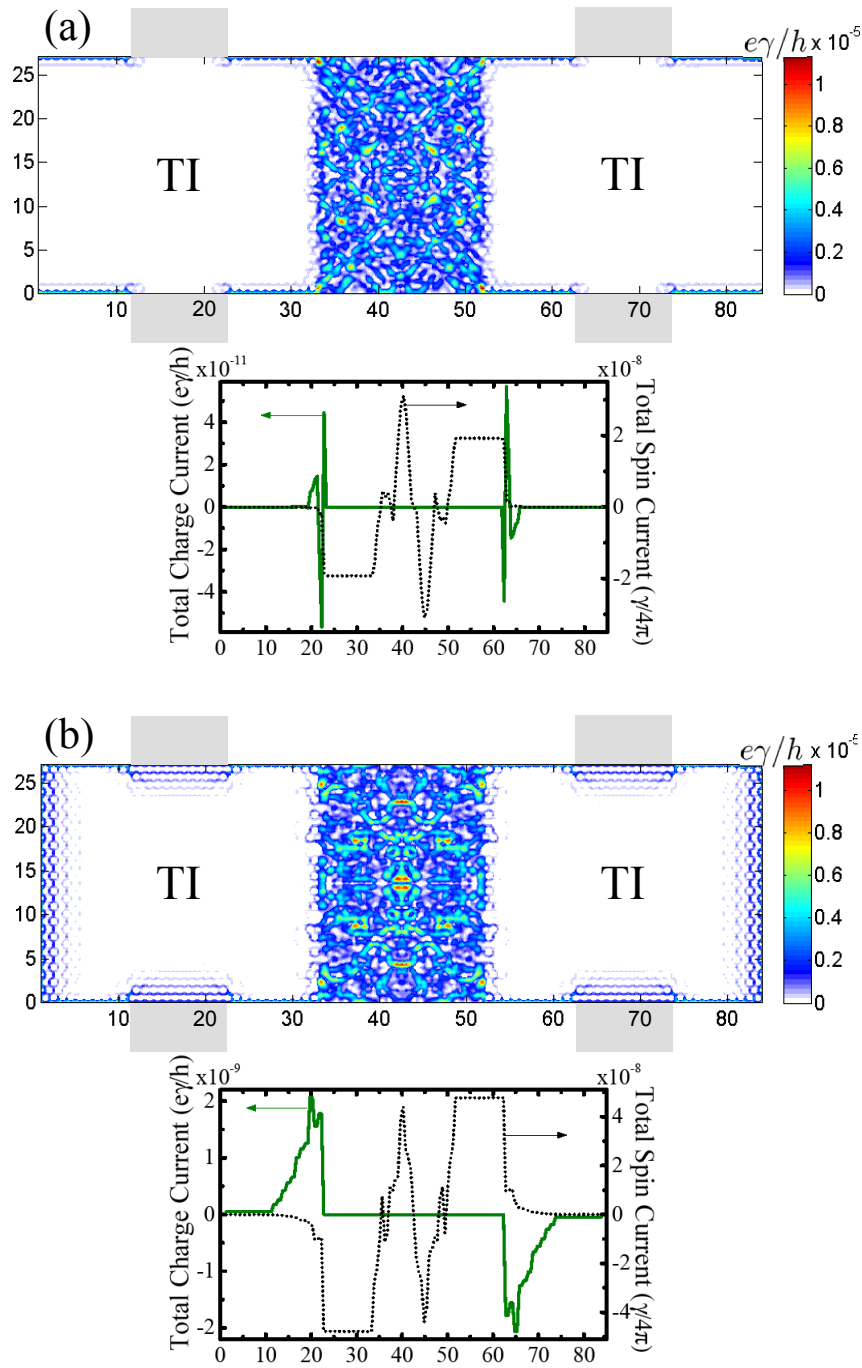 (a)
eγ/h x 10⁻⁵
25
20
15
10
5
0
TI
TI
1
0.8
0.6
0.4
0.2
0
10 20 30 40 50 60 70 80
x10⁻¹¹
x10⁻⁸
Total Charge Current (eγ/h)
4
2
0
-2
-4
2
0
-2
Total Spin Current (γ/4π)
0 10 20 30 40 50 60 70 80
(b)
eγ/h x 10⁻⁵
25
20
15
10
5
0
TI
TI
1
0.8
0.6
0.4
0.2
0
10 20 30 40 50 60 70 80
x10⁻⁹
x10⁻⁸
Total Charge Current (eγ/h)
2
1
0
-1
-2
4
2
0
-2
-4
Total Spin Current (γ/4π)
0 10 20 30 40 50 60 70 80